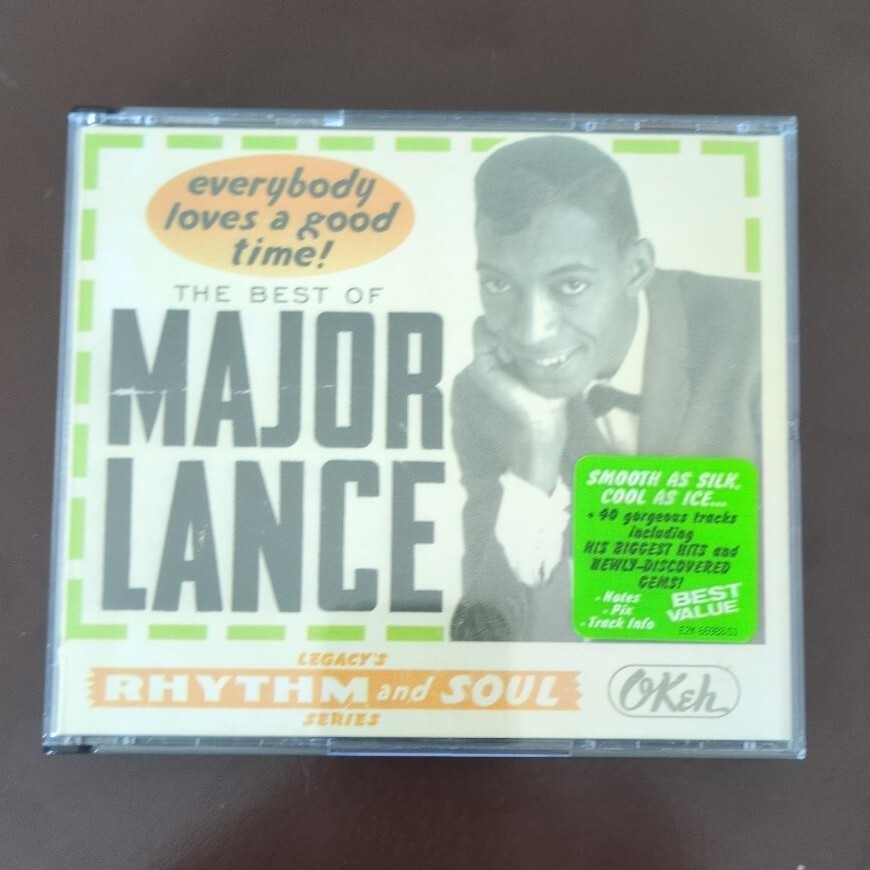 everybody
loves a good
time!
THE BEST OF
MAJOR
LANCE
SMOOTH AS SILK,
COOL AS ICE...
• 40 gorgeous tracks
including
HIS BIGGEST HITS and
NEWLY-DISCOVERED
GEMS!
• Notes
• Pix
• Track Info
BEST
VALUE
LEGACY'S
RHYTHM and SOUL
SERIES
OKeh